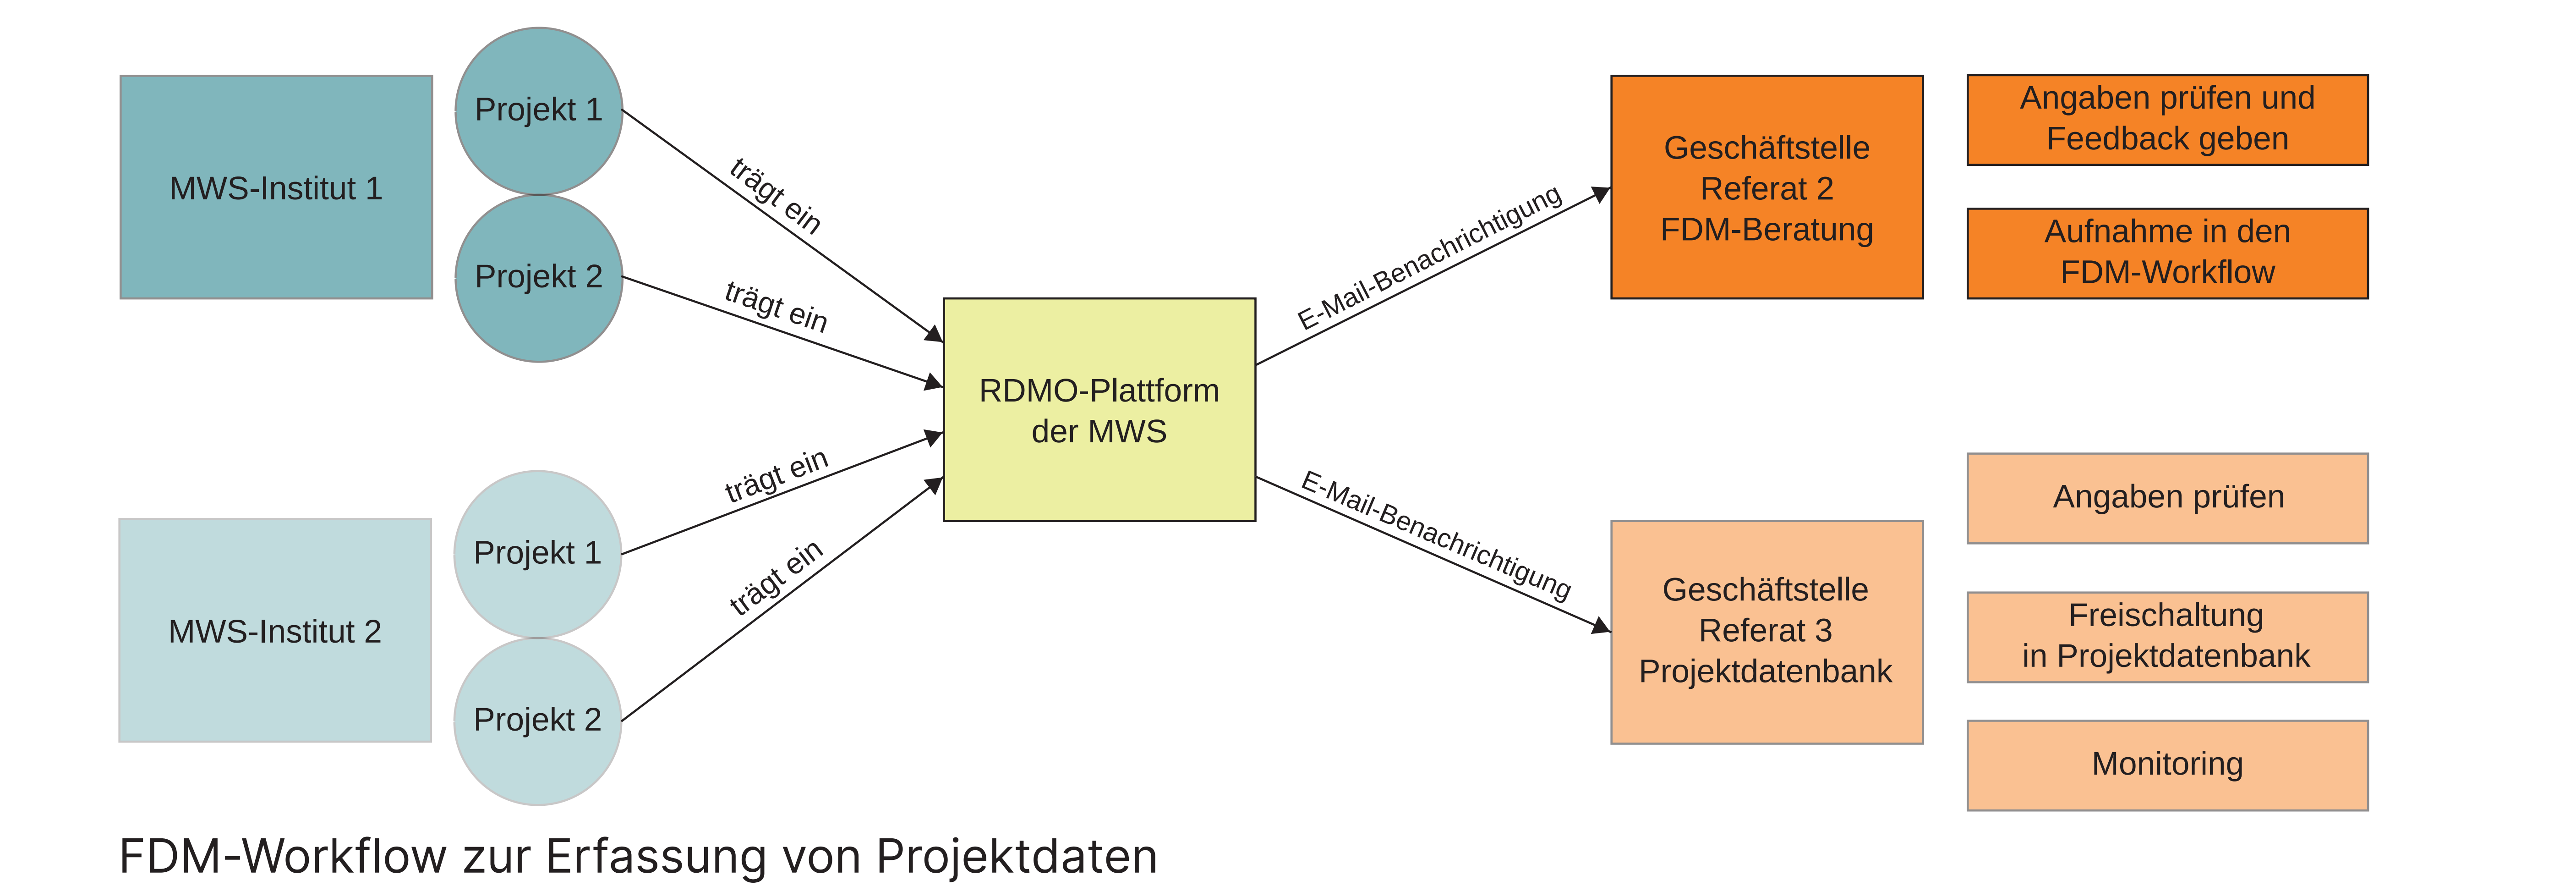 MWS-Institut 1
Projekt 1
Projekt 2
trägt ein
trägt ein
MWS-Institut 2
Projekt 1
Projekt 2
trägt ein
trägt ein
RDMO-Plattform
der MWS
E-Mail-Benachrichtigung
E-Mail-Benachrichtigung
Geschäftstelle
Referat 2
FDM-Beratung
Angaben prüfen und
Feedback geben
Aufnahme in den
FDM-Workflow
Geschäftstelle
Referat 3
Projektdatenbank
Angaben prüfen
Freischaltung
in Projektdatenbank
Monitoring
FDM-Workflow zur Erfassung von Projektdaten